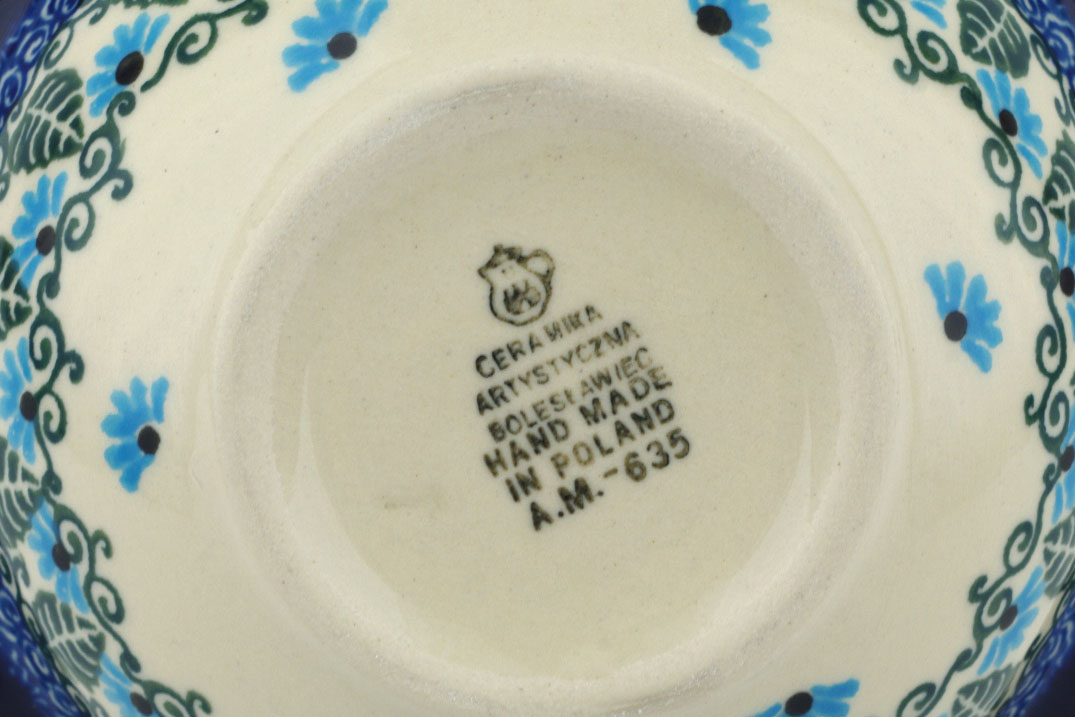 CERAMIKA
ARTYSTYCZNA
BOLESŁAWIEC
HAND MADE
IN POLAND
A.M.-635